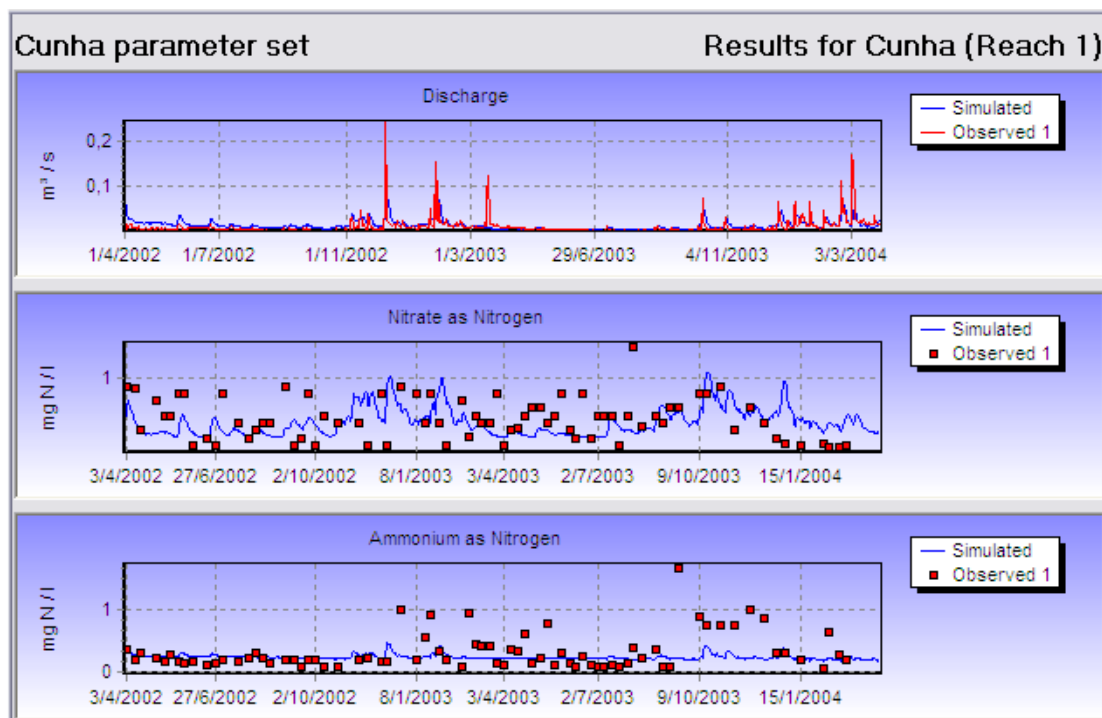 Cunha parameter set Results for Cunha (Reach 1)
Discharge
Simulated
Observed 1
0,2
0,1
m³ / s
1/4/2002 1/7/2002 1/11/2002 1/3/2003 29/6/2003 4/11/2003 3/3/2004
Nitrate as Nitrogen
Simulated
Observed 1
1
mg N / l
3/4/2002 27/6/2002 2/10/2002 8/1/2003 3/4/2003 2/7/2003 9/10/2003 15/1/2004
Ammonium as Nitrogen
Simulated
Observed 1
1
0
mg N / l
3/4/2002 27/6/2002 2/10/2002 8/1/2003 3/4/2003 2/7/2003 9/10/2003 15/1/2004